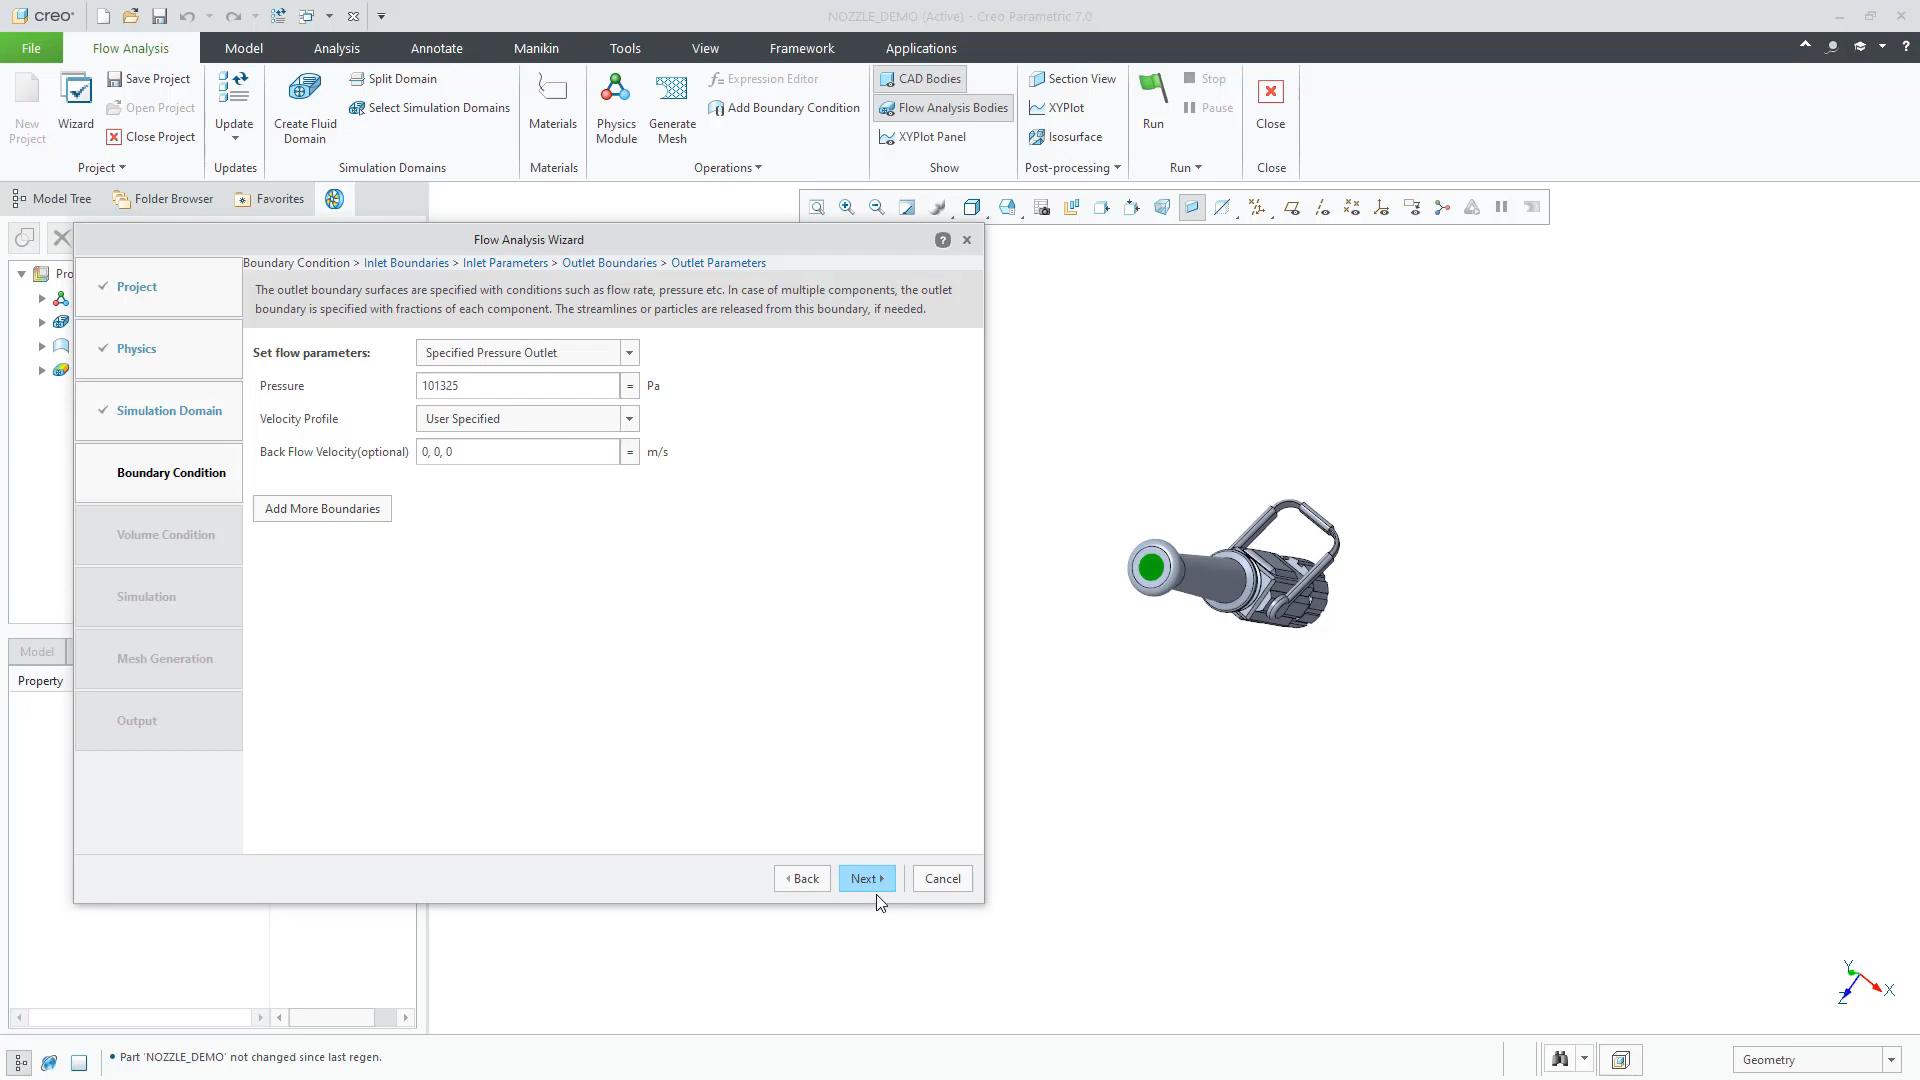 creo
NOZZLE_DEMO (Active) - Creo Parametric 7.0
File
Flow Analysis
Model
Analysis
Annotate
Manikin
Tools
View
Framework
Applications
New Project
Wizard
Save Project
Open Project
Close Project
Project
Update
Updates
Create Fluid Domain
Split Domain
Select Simulation Domains
Simulation Domains
Materials
Materials
Physics Module
Generate Mesh
Expression Editor
Add Boundary Condition
Operations
CAD Bodies
Flow Analysis Bodies
XYPlot Panel
Show
Section View
XYPlot
Isosurface
Post-processing
Run
Stop
Pause
Run
Close
Close
Model Tree
Folder Browser
Favorites
Pro
Model
Property
Flow Analysis Wizard
Project
Physics
Simulation Domain
Boundary Condition
Volume Condition
Simulation
Mesh Generation
Output
Boundary Condition > Inlet Boundaries > Inlet Parameters > Outlet Boundaries > Outlet Parameters
The outlet boundary surfaces are specified with conditions such as flow rate, pressure etc. In case of multiple components, the outlet
boundary is specified with fractions of each component. The streamlines or particles are released from this boundary, if needed.
Set flow parameters: Specified Pressure Outlet
Pressure 101325 = Pa
Velocity Profile User Specified
Back Flow Velocity(optional) 0, 0, 0 = m/s
Add More Boundaries
Back
Next
Cancel
Y
X
Z
Part 'NOZZLE_DEMO' not changed since last regen.
Geometry